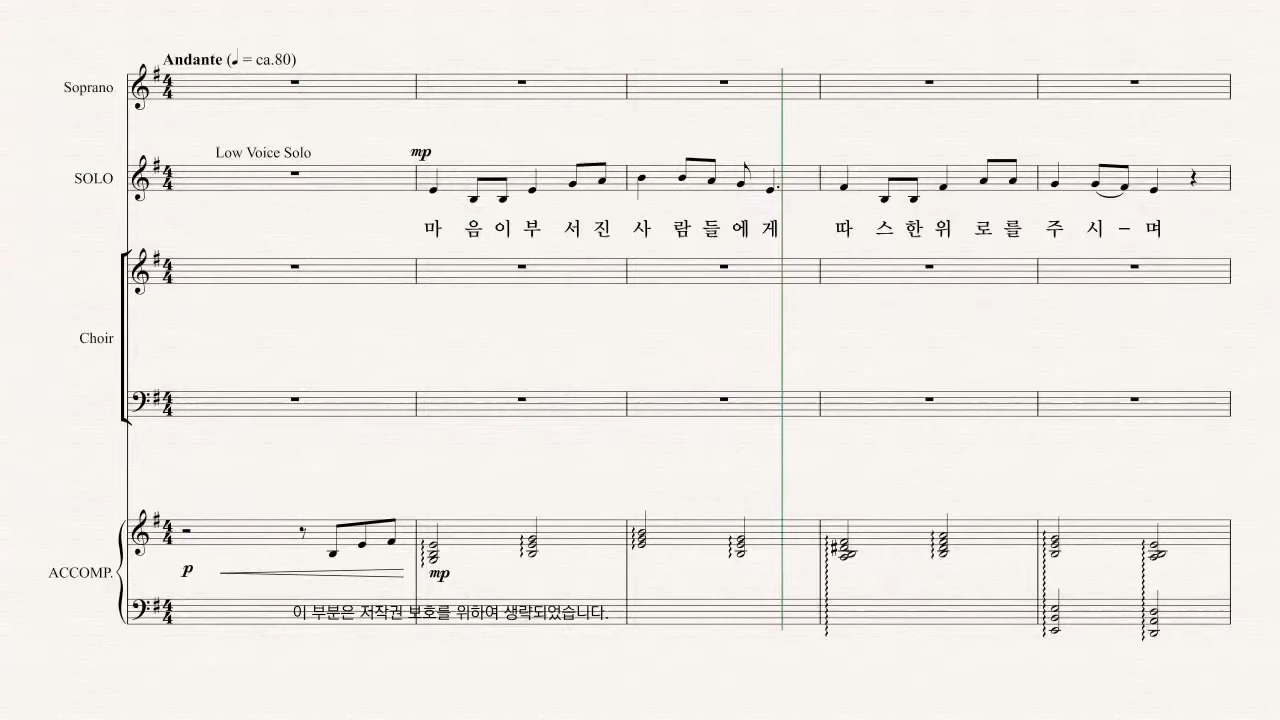 Andante (♩ = ca.80)
Soprano
Low Voice Solo
mp
SOLO
마 음 이 부 서 진 사 람 들 에 게 따 스 한 위 로 를 주 시 – 며
Choir
p
mp
ACCOMP.
이 부분은 저작권 보호를 위하여 생략되었습니다.